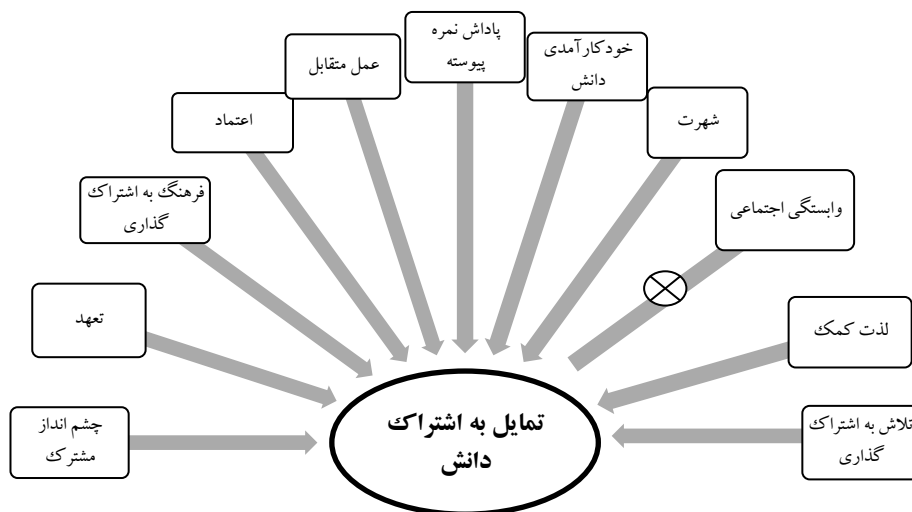 پاداش نمره
پیوسته
خودکارآمدی
دانش
عمل متقابل
شهرت
اعتماد
وابستگی اجتماعی
فرهنگ به اشتراک
گذاری
لذت کمک
تعهد
تلاش به اشتراک
گذاری
چشم انداز
مشترک
تمایل به اشتراک
دانش